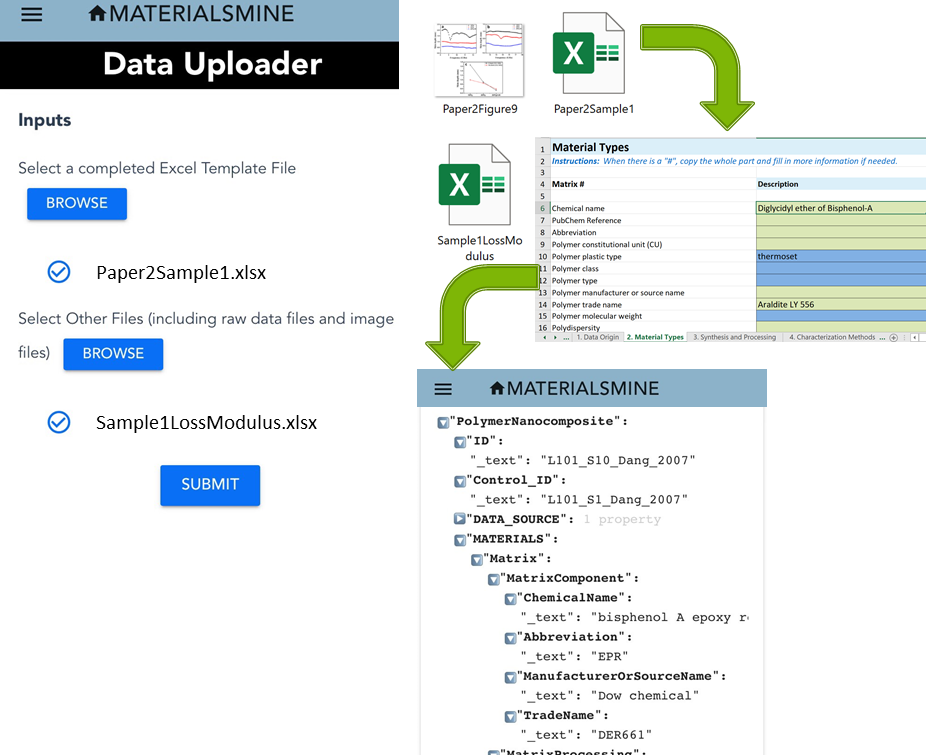 MATERIALSMINE
Data Uploader
Inputs
Select a completed Excel Template File
BROWSE
Paper2Sample1.xlsx
Select Other Files (including raw data files and image
files)
BROWSE
Sample1LossModulus.xlsx
SUBMIT
Paper2Figure9
X
Paper2Sample1
X
Sample1LossMo
dulus
1 Material Types
2 Instructions: When there is a "#", copy the whole part and fill in more information if needed.
3
4 Matrix # Description
5
6 Chemical name Diglycidyl ether of Bisphenol-A
7 PubChem Reference
8 Abbreviation
9 Polymer constitutional unit (CU)
10 Polymer plastic type thermoset
11 Polymer class
12 Polymer type
13 Polymer manufacturer or source name
14 Polymer trade name Araldite LY 556
15 Polymer molecular weight
16 Polydispersity
... 1. Data Origin 2. Material Types 3. Synthesis and Processing 4. Characterization Methods ...
MATERIALSMINE
"PolymerNanocomposite":
"ID":
"_text": "L101_S10_Dang_2007"
"Control_ID":
"_text": "L101_S1_Dang_2007"
"DATA_SOURCE": 1 property
"MATERIALS":
"Matrix":
"MatrixComponent":
"ChemicalName":
"_text": "bisphenol A epoxy
"Abbreviation":
"_text": "EPR"
"ManufacturerOrSourceName":
"_text": "Dow chemical"
"TradeName":
"_text": "DER661"
"MatrixProcessing":